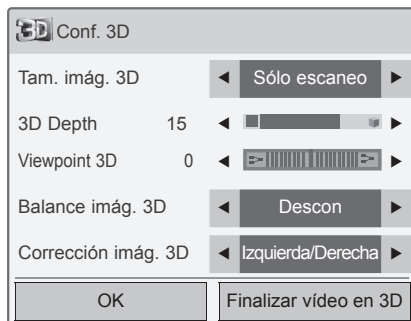 3D Conf. 3D
Tam. imág. 3D Sólo escaneo
3D Depth 15
Viewpoint 3D 0
Balance imág. 3D Descon
Corrección imág. 3D Izquierda/Derecha
OK Finalizar vídeo en 3D